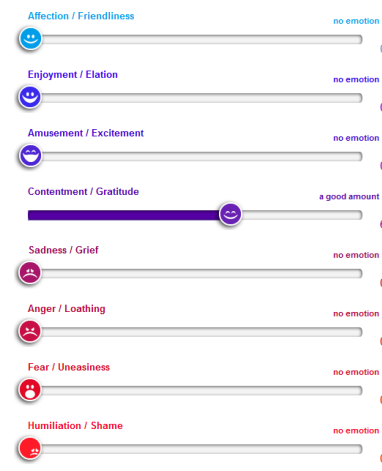 Affection / Friendliness
no emotion
Enjoyment / Elation
no emotion
Amusement / Excitement
no emotion
Contentment / Gratitude
a good amount
Sadness / Grief
no emotion
Anger / Loathing
no emotion
Fear / Uneasiness
no emotion
Humiliation / Shame
no emotion